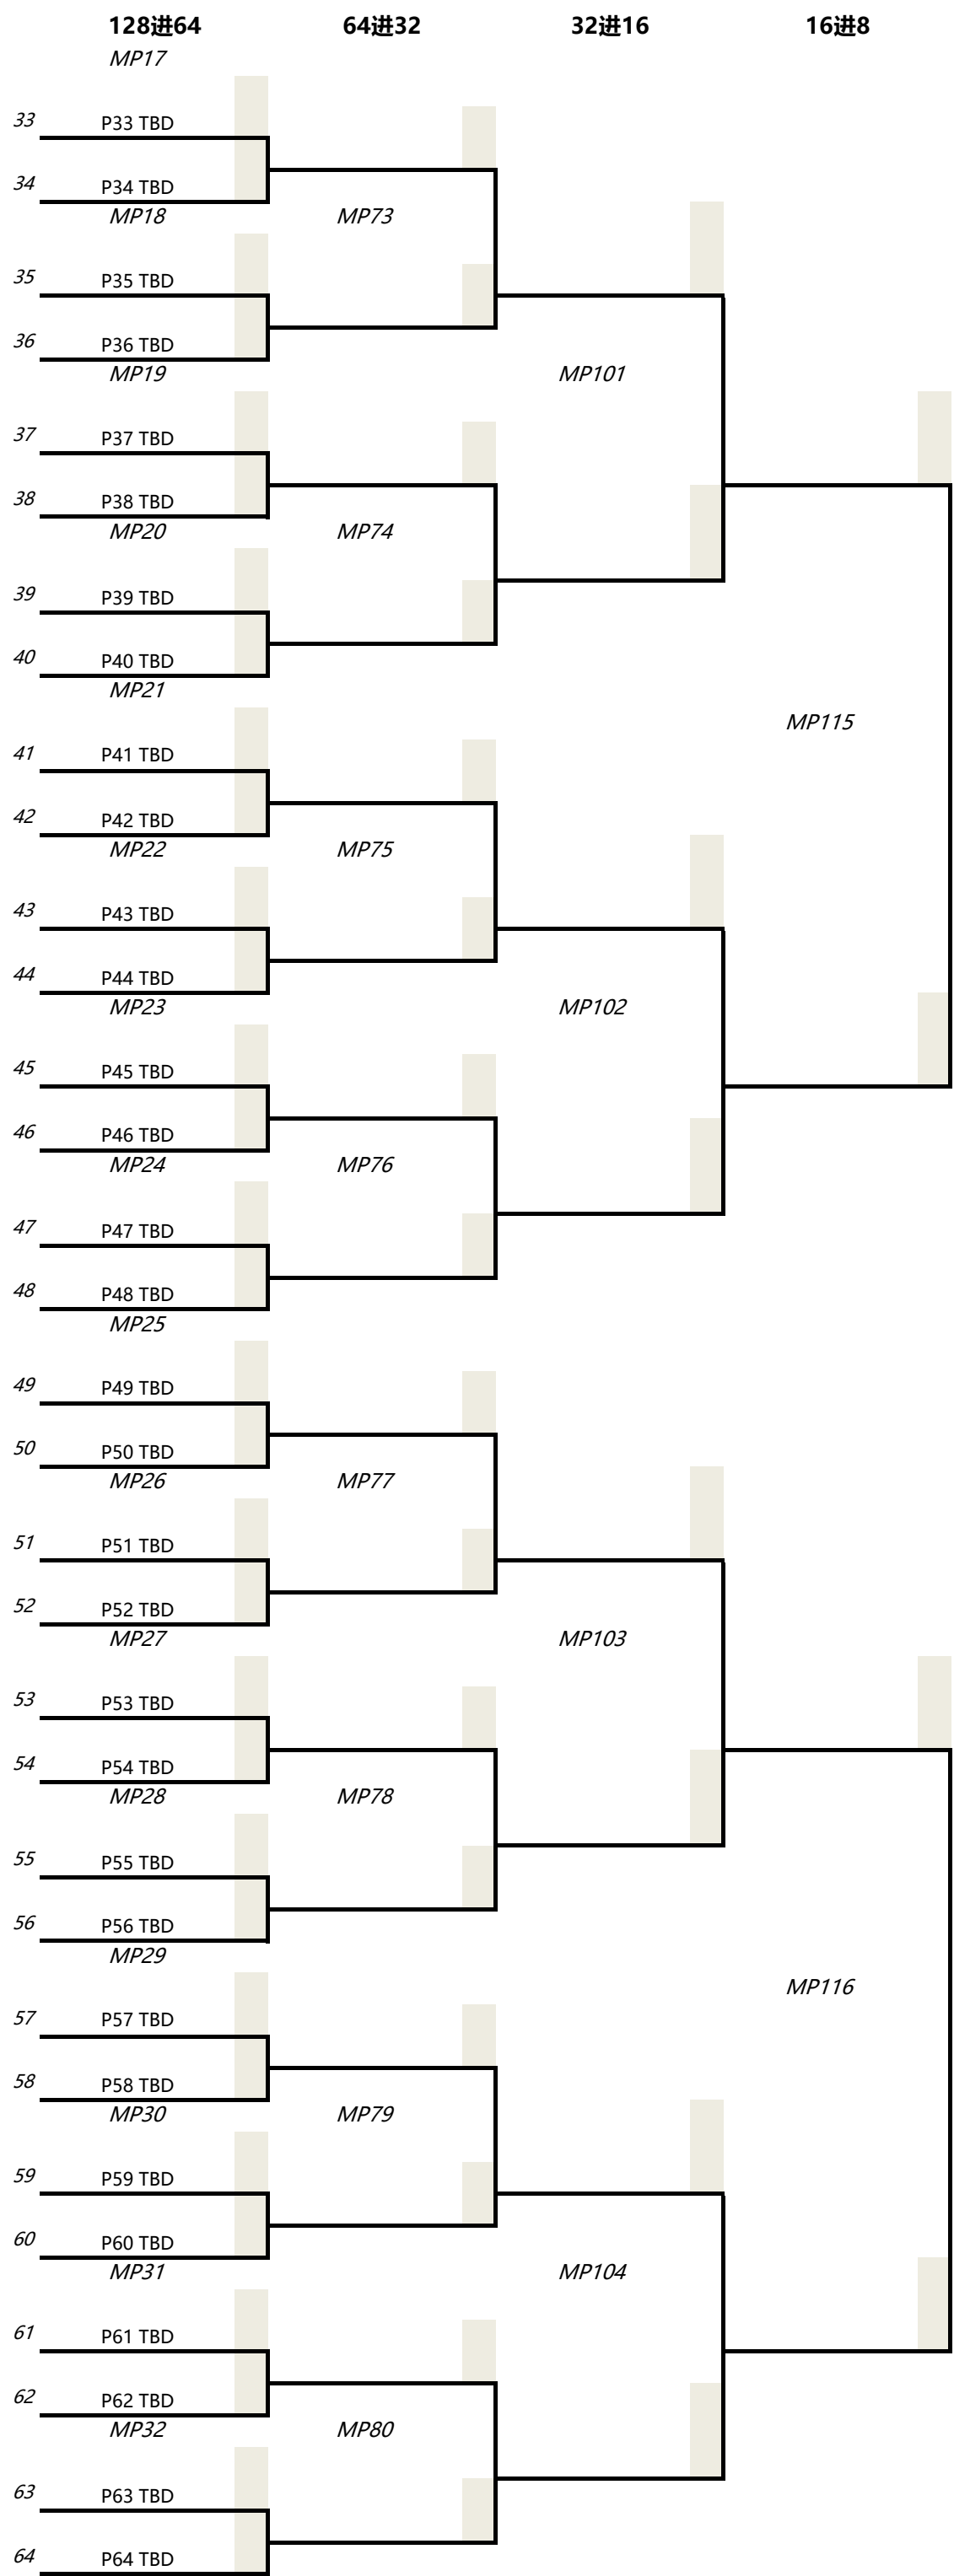 128进64 64进32 32进16 16进8
MP17
33 P33 TBD
34 P34 TBD
MP18 MP73
35 P35 TBD
36 P36 TBD
MP19 MP101
37 P37 TBD
38 P38 TBD
MP20 MP74
39 P39 TBD
40 P40 TBD
MP21
MP115
41 P41 TBD
42 P42 TBD
MP22 MP75
43 P43 TBD
44 P44 TBD
MP23 MP102
45 P45 TBD
46 P46 TBD
MP24 MP76
47 P47 TBD
48 P48 TBD
MP25
49 P49 TBD
50 P50 TBD
MP26 MP77
51 P51 TBD
52 P52 TBD
MP27 MP103
53 P53 TBD
54 P54 TBD
MP28 MP78
55 P55 TBD
56 P56 TBD
MP29
MP116
57 P57 TBD
58 P58 TBD
MP30 MP79
59 P59 TBD
60 P60 TBD
MP31 MP104
61 P61 TBD
62 P62 TBD
MP32 MP80
63 P63 TBD
64 P64 TBD